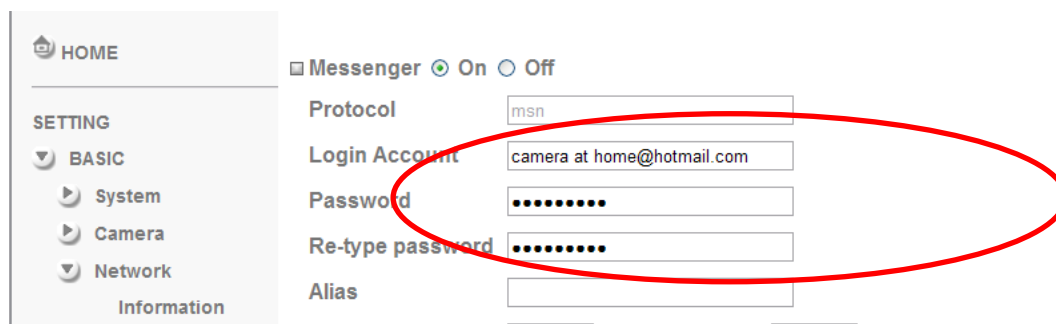 HOME
SETTING
BASIC
System
Camera
Network
Information
Messenger On Off
Protocol msn
Login Account camera at home@hotmail.com
Password •••••••••
Re-type password •••••••••
Alias